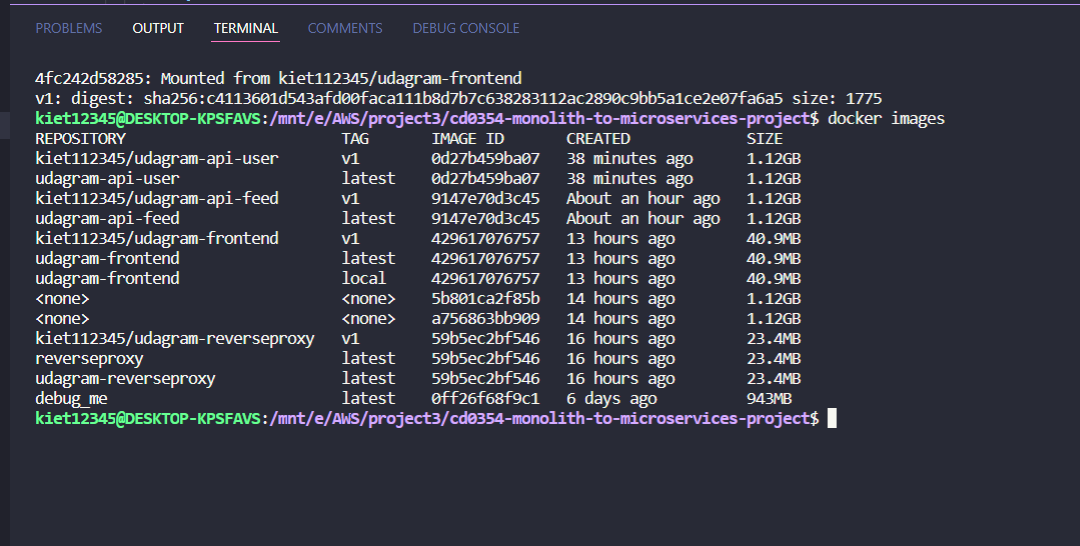 PROBLEMS OUTPUT TERMINAL COMMENTS DEBUG CONSOLE
4fc242d58285: Mounted from kiet112345/udagram-frontend
v1: digest: sha256:c4113601d543afd00faca111b8d7b7c638283112ac2890c9bb5a1ce2e07fa6a5 size: 1775
kiet12345@DESKTOP-KPSFAVS:/mnt/e/AWS/project3/cd0354-monolith-to-microservices-project$ docker images
REPOSITORY TAG IMAGE ID CREATED SIZE
kiet112345/udagram-api-user v1 0d27b459ba07 38 minutes ago 1.12GB
udagram-api-user latest 0d27b459ba07 38 minutes ago 1.12GB
kiet112345/udagram-api-feed v1 9147e70d3c45 About an hour ago 1.12GB
udagram-api-feed latest 9147e70d3c45 About an hour ago 1.12GB
kiet112345/udagram-frontend v1 429617076757 13 hours ago 40.9MB
udagram-frontend latest 429617076757 13 hours ago 40.9MB
udagram-frontend local 429617076757 13 hours ago 40.9MB
<none> <none> 5b801ca2f85b 14 hours ago 1.12GB
<none> <none> a756863bb909 14 hours ago 1.12GB
kiet112345/udagram-reverseproxy v1 59b5ec2bf546 16 hours ago 23.4MB
reverseproxy latest 59b5ec2bf546 16 hours ago 23.4MB
udagram-reverseproxy latest 59b5ec2bf546 16 hours ago 23.4MB
debug_me latest 0ff26f68f9c1 6 days ago 943MB
kiet12345@DESKTOP-KPSFAVS:/mnt/e/AWS/project3/cd0354-monolith-to-microservices-project$